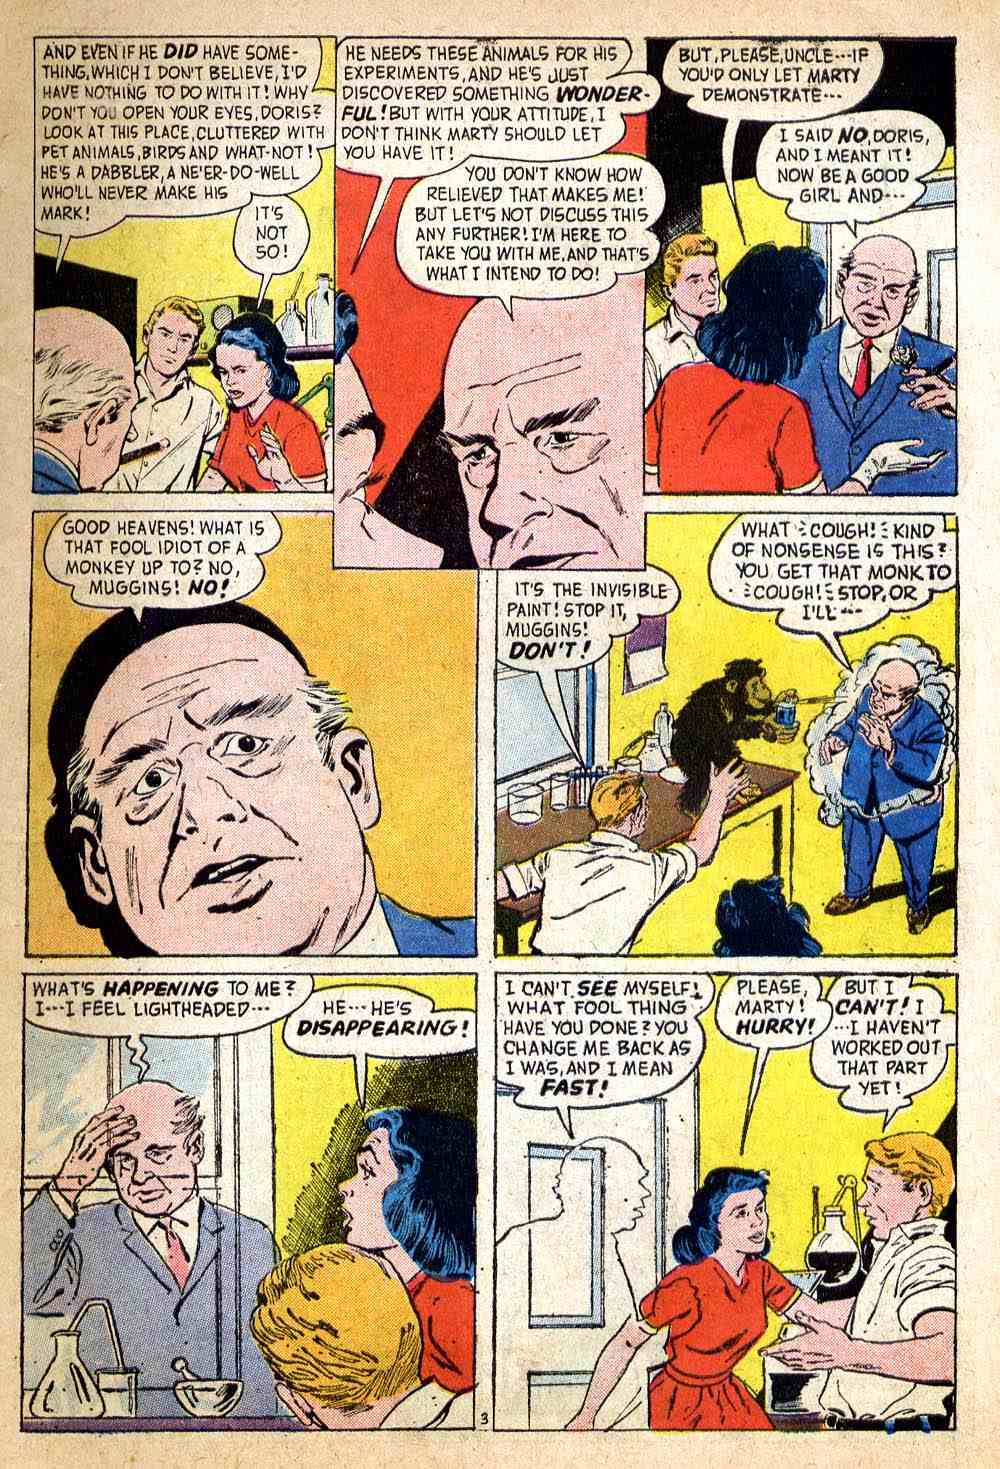 AND EVEN IF HE DID HAVE SOME-
THING, WHICH I DON'T BELIEVE, I'D
HAVE NOTHING TO DO WITH IT! WHY
DON'T YOU OPEN YOUR EYES, DORIS?
LOOK AT THIS PLACE, CLUTTERED WITH
PET ANIMALS, BIRDS AND WHAT-NOT!
HE'S A DABBLER, A NE'ER-DO-WELL
WHO'LL NEVER MAKE HIS
MARK!
IT'S
NOT
SO!
HE NEEDS THESE ANIMALS FOR HIS
EXPERIMENTS, AND HE'S JUST
DISCOVERED SOMETHING WONDER-
FUL! BUT WITH YOUR ATTITUDE, I
DON'T THINK MARTY SHOULD LET
YOU HAVE IT!
YOU DON'T KNOW HOW
RELIEVED THAT MAKES ME!
BUT LET'S NOT DISCUSS THIS
ANY FURTHER! I'M HERE TO
TAKE YOU WITH ME, AND THAT'S
WHAT I INTEND TO DO!
BUT, PLEASE, UNCLE---IF
YOU'D ONLY LET MARTY
DEMONSTRATE---
I SAID NO, DORIS,
AND I MEANT IT!
NOW BE A GOOD
GIRL AND---
GOOD HEAVENS! WHAT IS
THAT FOOL IDIOT OF A
MONKEY UP TO? NO,
MUGGINS! NO!
IT'S THE INVISIBLE
PAINT! STOP IT,
MUGGINS!
DON'T!
WHAT COUGH! KIND
OF NONSENSE IS THIS?
YOU GET THAT MONK TO
COUGH! STOP, OR
I'LL---
WHAT'S HAPPENING TO ME?
I---I FEEL LIGHTHEADED---
HE---HE'S
DISAPPEARING!
I CAN'T SEE MYSELF!
WHAT FOOL THING
HAVE YOU DONE? YOU
CHANGE ME BACK AS
I WAS, AND I MEAN
FAST!
PLEASE,
MARTY!
HURRY!
BUT I
CAN'T! I
---I HAVEN'T
WORKED OUT
THAT PART
YET!
3